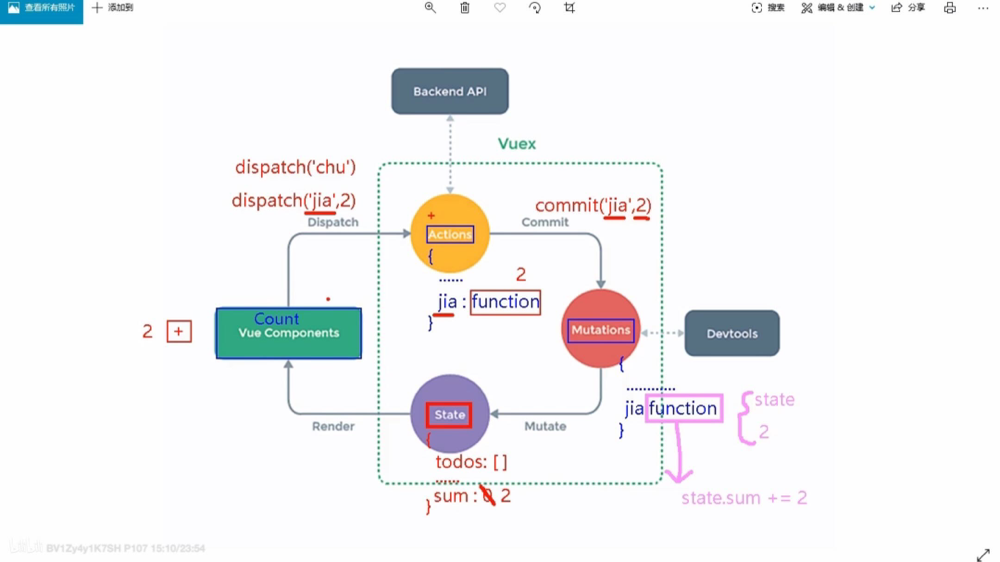 查看所有照片
添加到
搜索
编辑 & 创建
分享
Backend API
Vuex
dispatch('chu')
dispatch('jia',2)
Dispatch
+
Actions
{
......
2
jia : function
}
commit('jia',2)
Commit
2 +
Count
Vue Components
Mutations
{
............
jia function
}
state
2
state.sum += 2
Devtools
Render
State
Mutate
{
todos: [ ]
.....
sum : 0 2
}
BV1Zy4y1K7SH P107 15:10/23:54